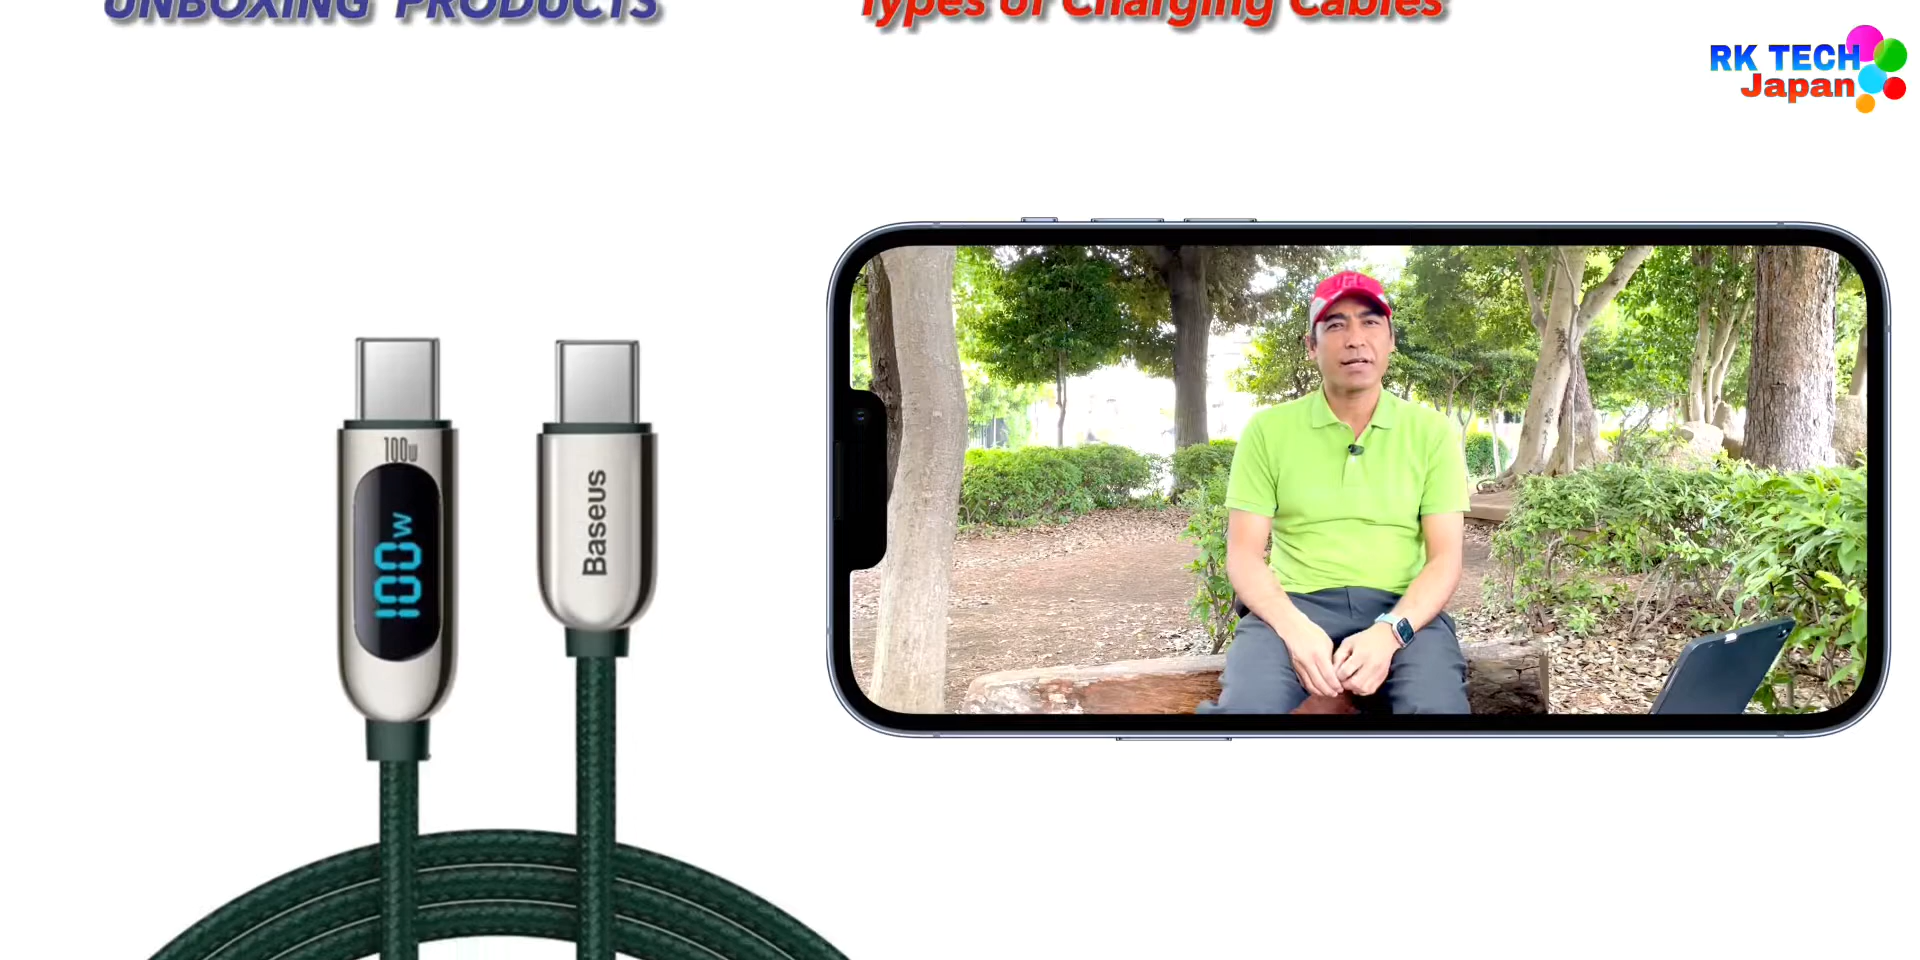 UNBOXING PRODUCTS
Types of Charging Cables
RK TECH
Japan
100W
100W
Baseus